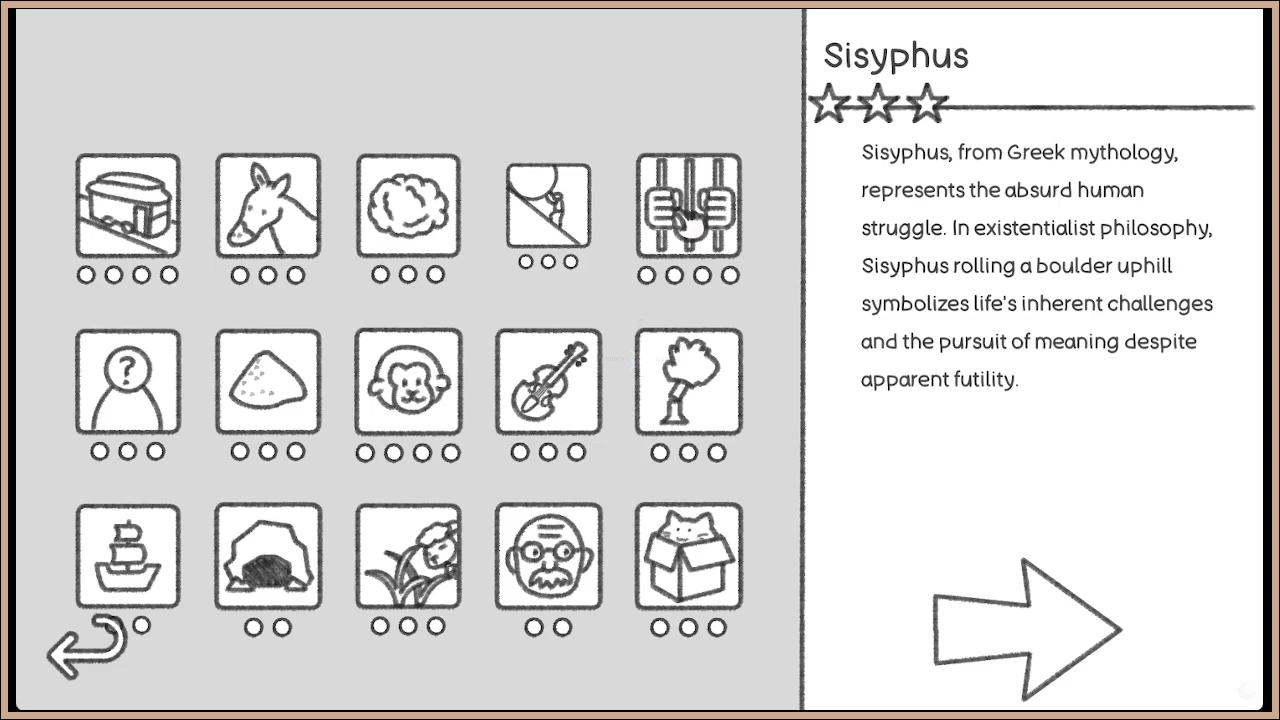 Sisyphus
Sisyphus, from Greek mythology,
represents the absurd human
struggle. In existentialist philosophy,
Sisyphus rolling a boulder uphill
symbolizes life's inherent challenges
and the pursuit of meaning despite
apparent futility.
?